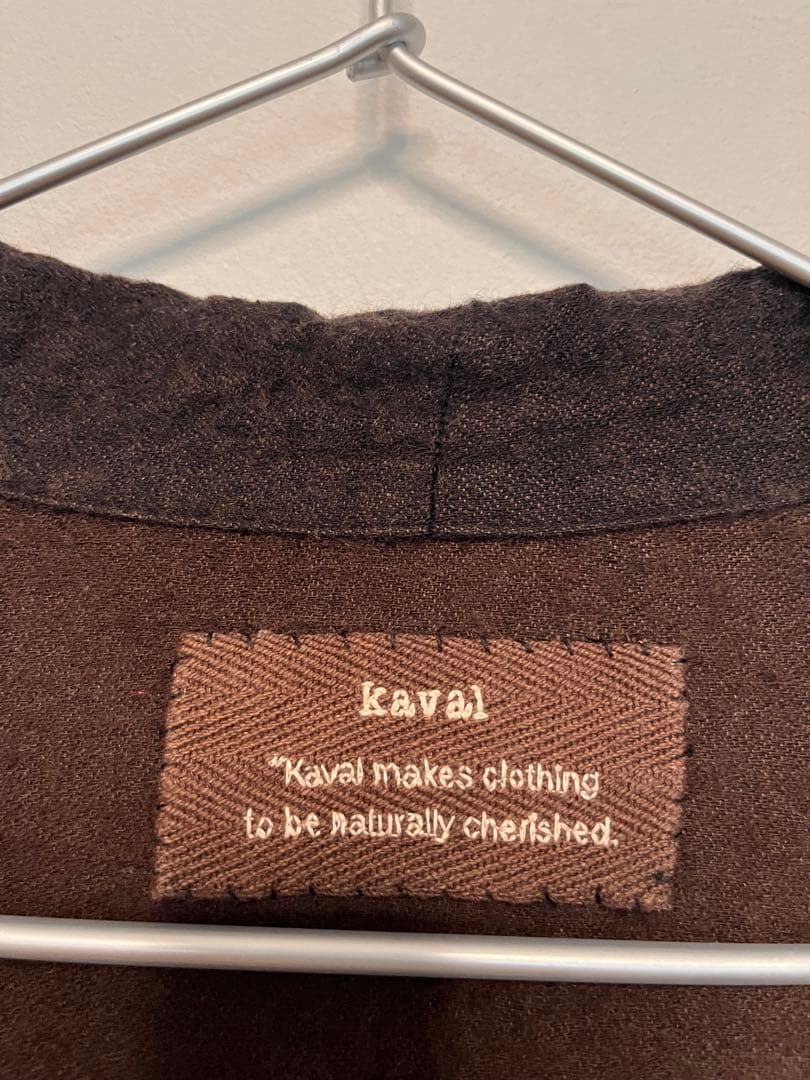 kaval
“Kaval makes clothing
to be naturally cherished.